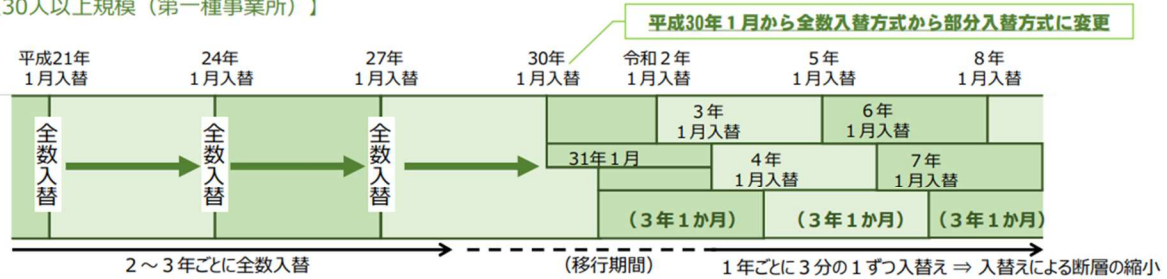 30人以上規模（第一種事業所）】
平成30年１月から全数入替方式から部分入替方式に変更
平成21年
１月入替
24年
１月入替
27年
１月入替
30年
１月入替
令和２年
１月入替
５年
１月入替
８年
１月入替
全数入替
全数入替
全数入替
３年
１月入替
６年
１月入替
31年１月
４年
１月入替
７年
１月入替
（３年１か月）
（３年１か月）
（３年１か月）
２～３年ごとに全数入替
（移行期間）
１年ごとに３分の１ずつ入替え ⇒ 入替えによる断層の縮小